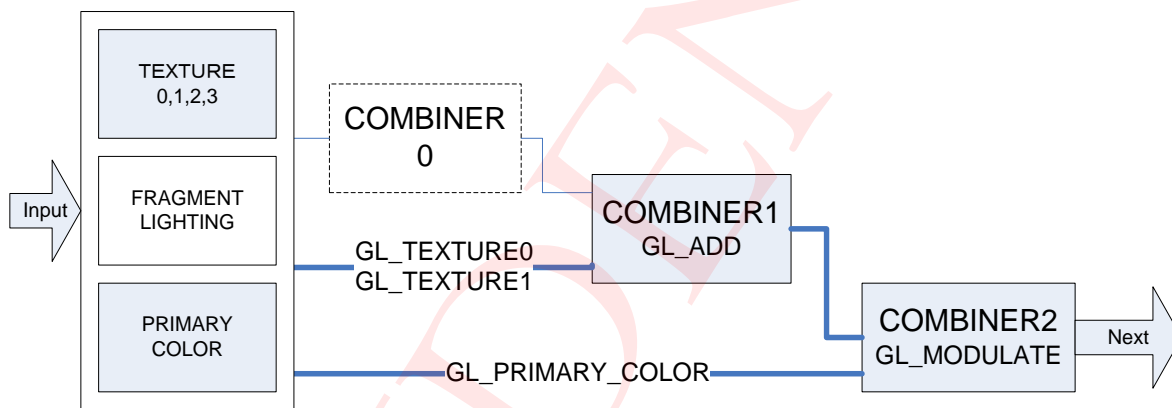 TEXTURE
0,1,2,3
COMBINER
0
Input
FRAGMENT
LIGHTING
COMBINER1
GL_ADD
GL_TEXTURE0
GL_TEXTURE1
PRIMARY
COLOR
COMBINER2
GL_MODULATE
Next
GL_PRIMARY_COLOR